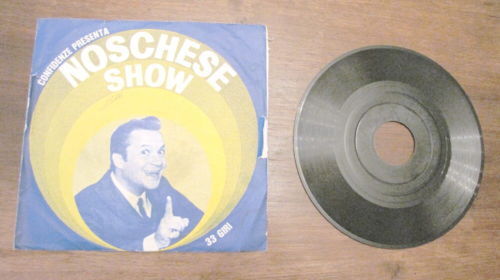 CONFIDENZE PRESENTA
NOSCHESE
SHOW
33 GIRI